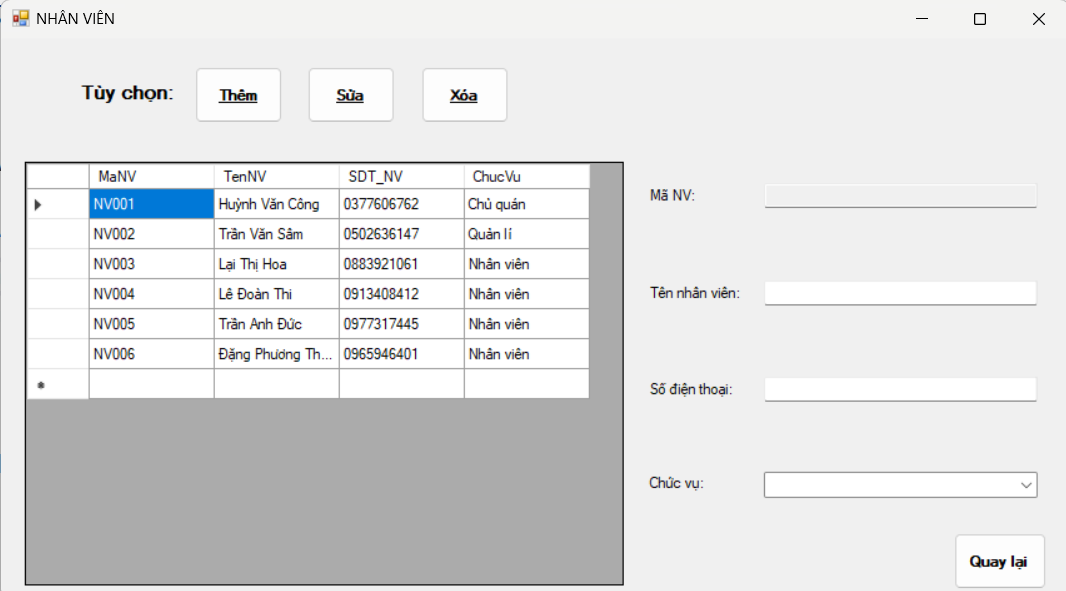 NHÂN VIÊN
Tùy chọn: Thêm Sửa Xóa
MaNV TenNV SDT_NV ChucVu
NV001 Huỳnh Văn Công 0377606762 Chủ quán
NV002 Trần Văn Sâm 0502636147 Quản lí
NV003 Lại Thị Hoa 0883921061 Nhân viên
NV004 Lê Đoàn Thi 0913408412 Nhân viên
NV005 Trần Anh Đức 0977317445 Nhân viên
NV006 Đặng Phương Th... 0965946401 Nhân viên
Mã NV:
Tên nhân viên:
Số điện thoại:
Chức vụ:
Quay lại